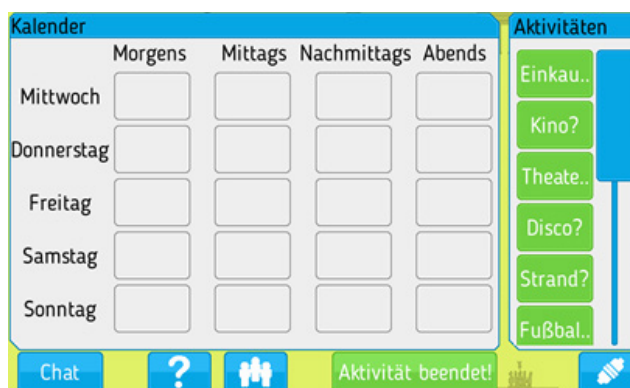 Kalender
Morgens Mittags Nachmittags Abends
Mittwoch
Donnerstag
Freitag
Samstag
Sonntag
Aktivitäten
Einkau..
Kino?
Theate..
Disco?
Strand?
Fußbal..
Chat
?
Aktivität beendet!